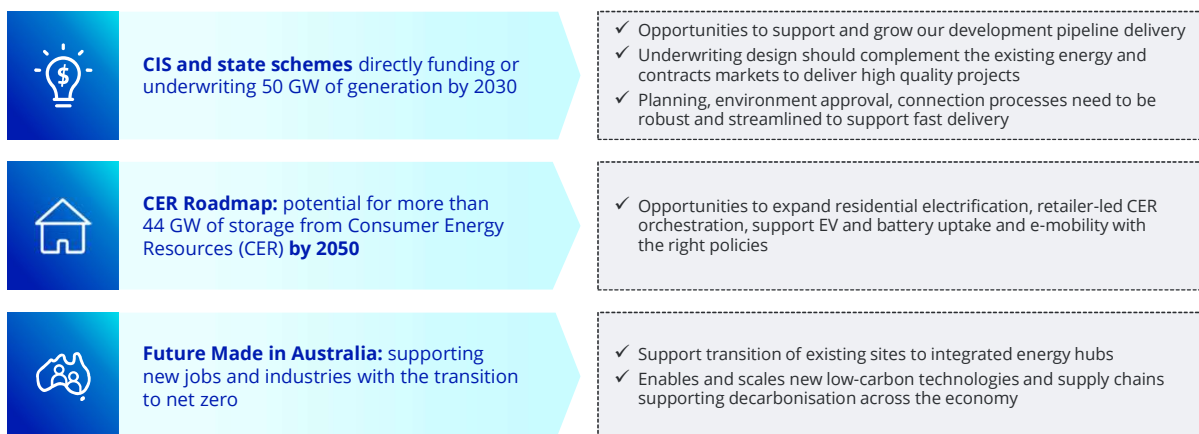 CIS and state schemes directly funding or
underwriting 50 GW of generation by 2030
✓ Opportunities to support and grow our development pipeline delivery
✓ Underwriting design should complement the existing energy and
contracts markets to deliver high quality projects
✓ Planning, environment approval, connection processes need to be
robust and streamlined to support fast delivery
CER Roadmap: potential for more than
44 GW of storage from Consumer Energy
Resources (CER) by 2050
✓ Opportunities to expand residential electrification, retailer-led CER
orchestration, support EV and battery uptake and e-mobility with
the right policies
Future Made in Australia: supporting
new jobs and industries with the transition
to net zero
✓ Support transition of existing sites to integrated energy hubs
✓ Enables and scales new low-carbon technologies and supply chains
supporting decarbonisation across the economy